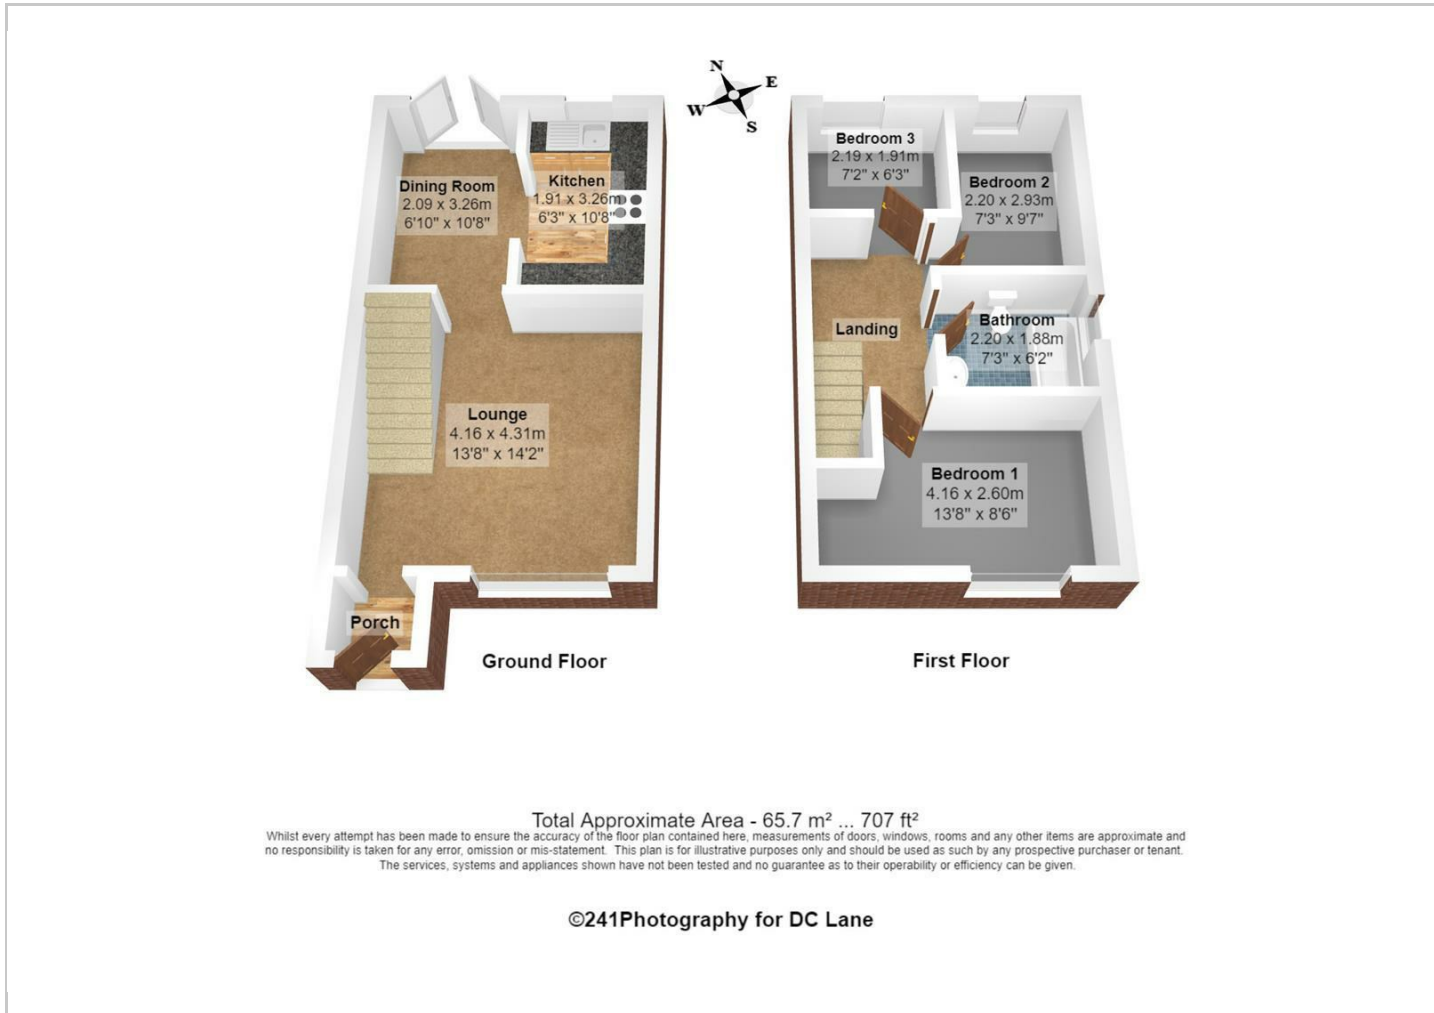 N
E
W
S
Dining Room
2.09 x 3.26m
6'10" x 10'8"
Kitchen
1.91 x 3.26m
6'3" x 10'8"
Lounge
4.16 x 4.31m
13'8" x 14'2"
Porch
Ground Floor
Bedroom 3
2.19 x 1.91m
7'2" x 6'3"
Bedroom 2
2.20 x 2.93m
7'3" x 9'7"
Landing
Bathroom
2.20 x 1.88m
7'3" x 6'2"
Bedroom 1
4.16 x 2.60m
13'8" x 8'6"
First Floor
Total Approximate Area - 65.7 m² ... 707 ft²
Whilst every attempt has been made to ensure the accuracy of the floor plan contained here, measurements of doors, windows, rooms and any other items are approximate and
no responsibility is taken for any error, omission or mis-statement. This plan is for illustrative purposes only and should be used as such by any prospective purchaser or tenant.
The services, systems and appliances shown have not been tested and no guarantee as to their operability or efficiency can be given.
©241Photography for DC Lane